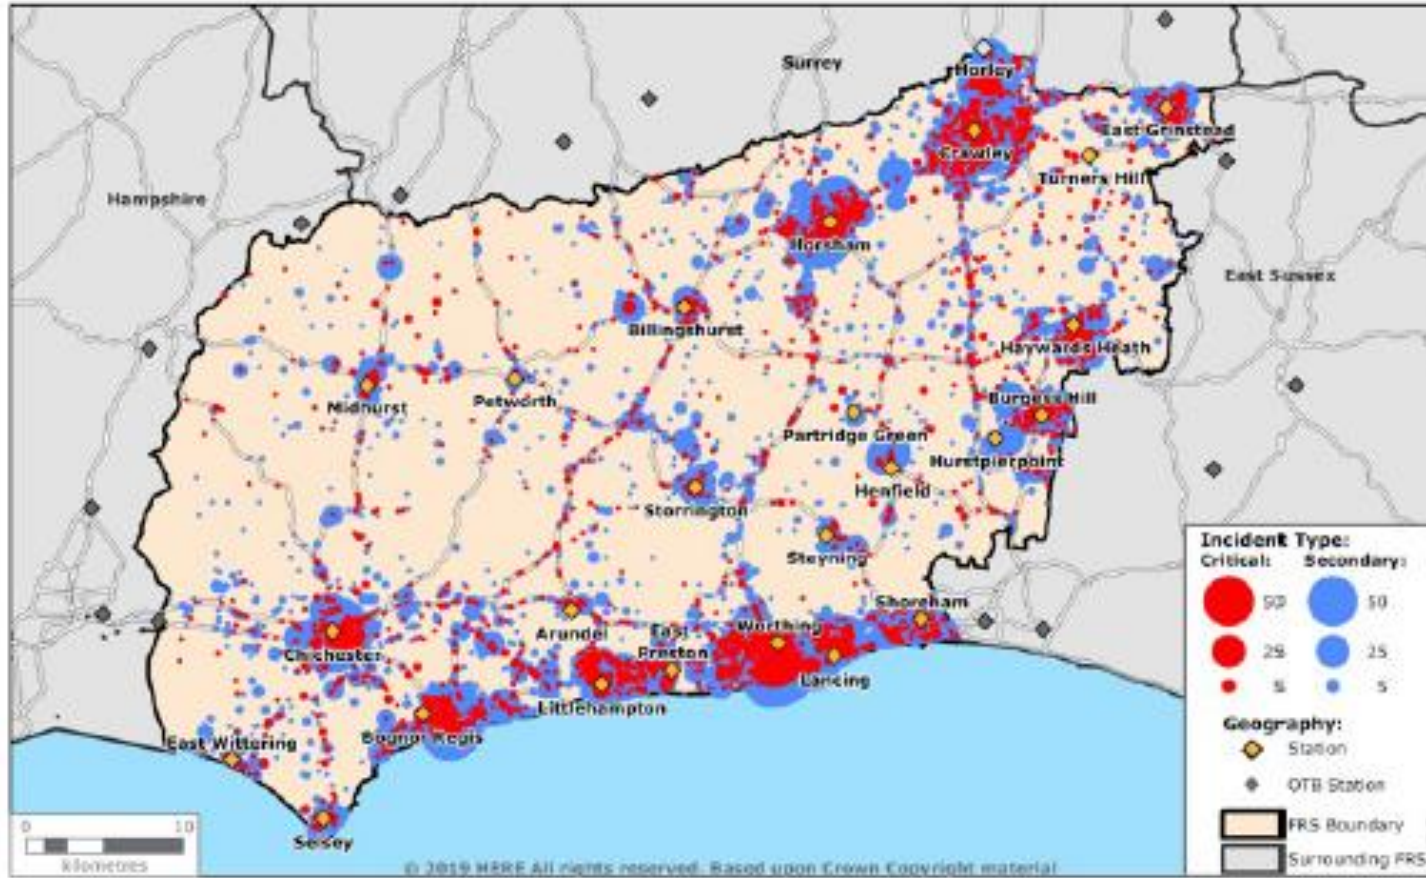 Surrey
Horley
East Grinstead
Crawley
Turners Hill
Hampshire
Horsham
East Sussex
Billingshurst
Haywards Heath
Midhurst
Petworth
Burgess Hill
Partridge Green
Hurstpierpoint
Henfield
Storrington
Steyning
Shoreham
Arundel
East
Preston
Worthing
Chichester
Lancing
Littlehampton
East Wittering
Bognor Regis
Selsey
Incident Type:
Critical: Secondary:
50 50
25 25
5 5
Geography:
Station
OTB Station
FRS Boundary
Surrounding FRS
0 10
kilometres
© 2019 HERE All rights reserved. Based upon Crown Copyright material